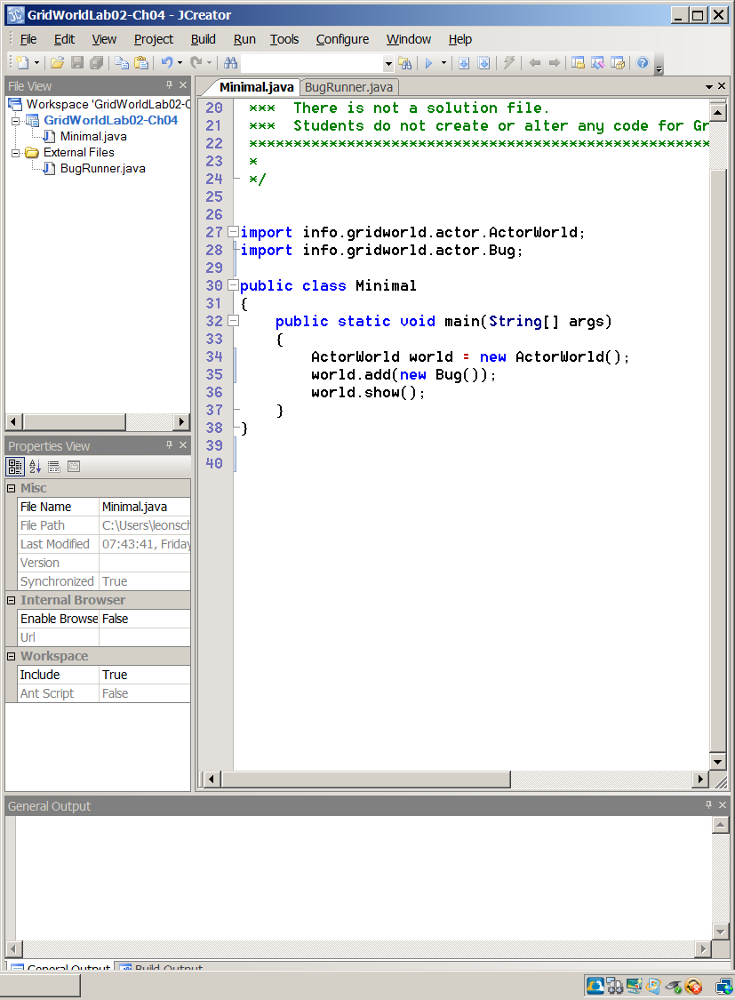 GridWorldLab02-Ch04 - JCreator
File Edit View Project Build Run Tools Configure Window Help
File View
Workspace 'GridWorldLab02-C
GridWorldLab02-Ch04
Minimal.java
External Files
BugRunner.java
Properties View
Misc
File Name Minimal.java
File Path C:\Users\leonsch
Last Modified 07:43:41, Friday
Version
Synchronized True
Internal Browser
Enable Browse False
Url
Workspace
Include True
Ant Script False
Minimal.java BugRunner.java
20 *** There is not a solution file.
21 *** Students do not create or alter any code for Gr
22 ****************************************************
23 *
24 */
25
26
27 import info.gridworld.actor.ActorWorld;
28 import info.gridworld.actor.Bug;
29
30 public class Minimal
31 {
32 public static void main(String[] args)
33 {
34 ActorWorld world = new ActorWorld();
35 world.add(new Bug());
36 world.show();
37 }
38 }
39
40
General Output
General Output Build Output